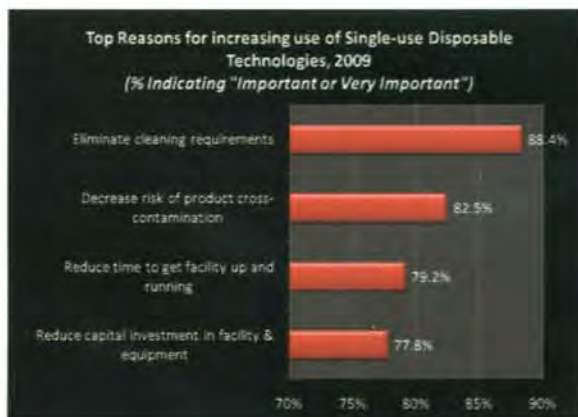 Top Reasons for increasing use of Single-use Disposable
Technologies, 2009
(% Indicating "Important or Very Important")
Eliminate cleaning requirements
88.4%
Decrease risk of product cross-
contamination
82.5%
Reduce time to get facility up and
running
79.2%
Reduce capital investment in facility &
equipment
77.8%
70% 75% 80% 85% 90%